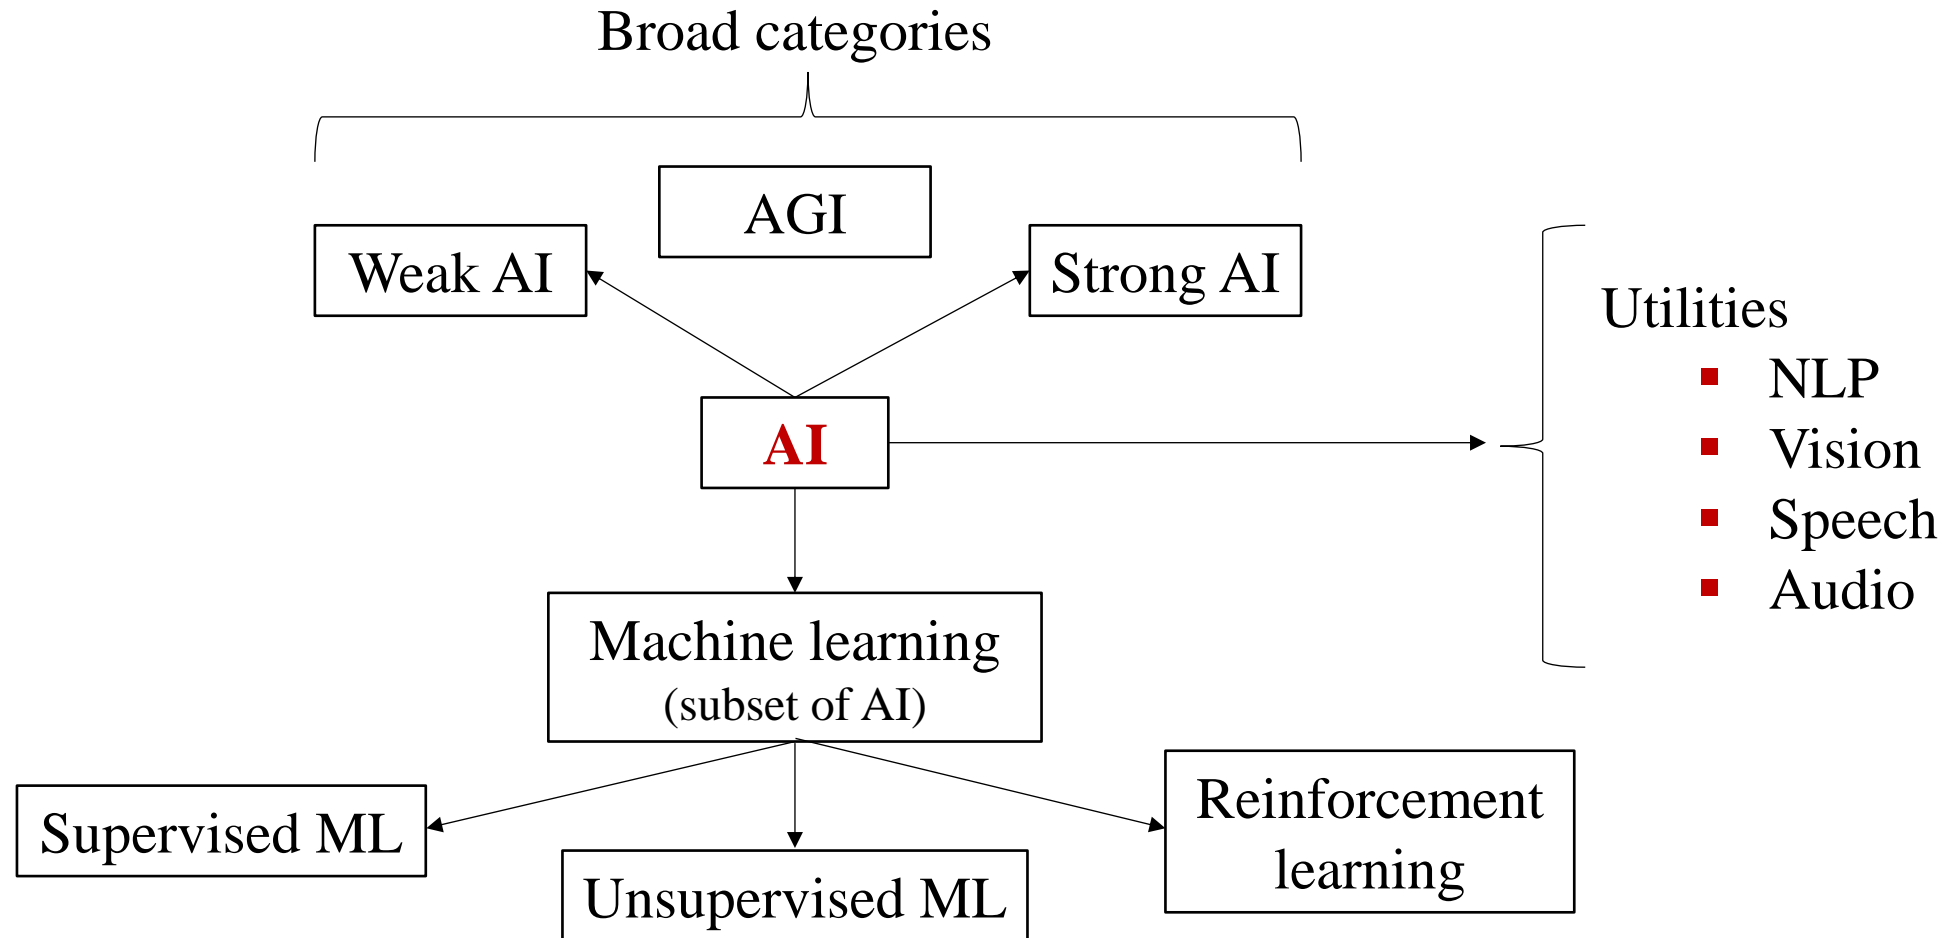 Broad categories
AGI
Weak AI
Strong AI
AI
Utilities
NLP
Vision
Speech
Audio
Machine learning
(subset of AI)
Supervised ML
Unsupervised ML
Reinforcement
learning